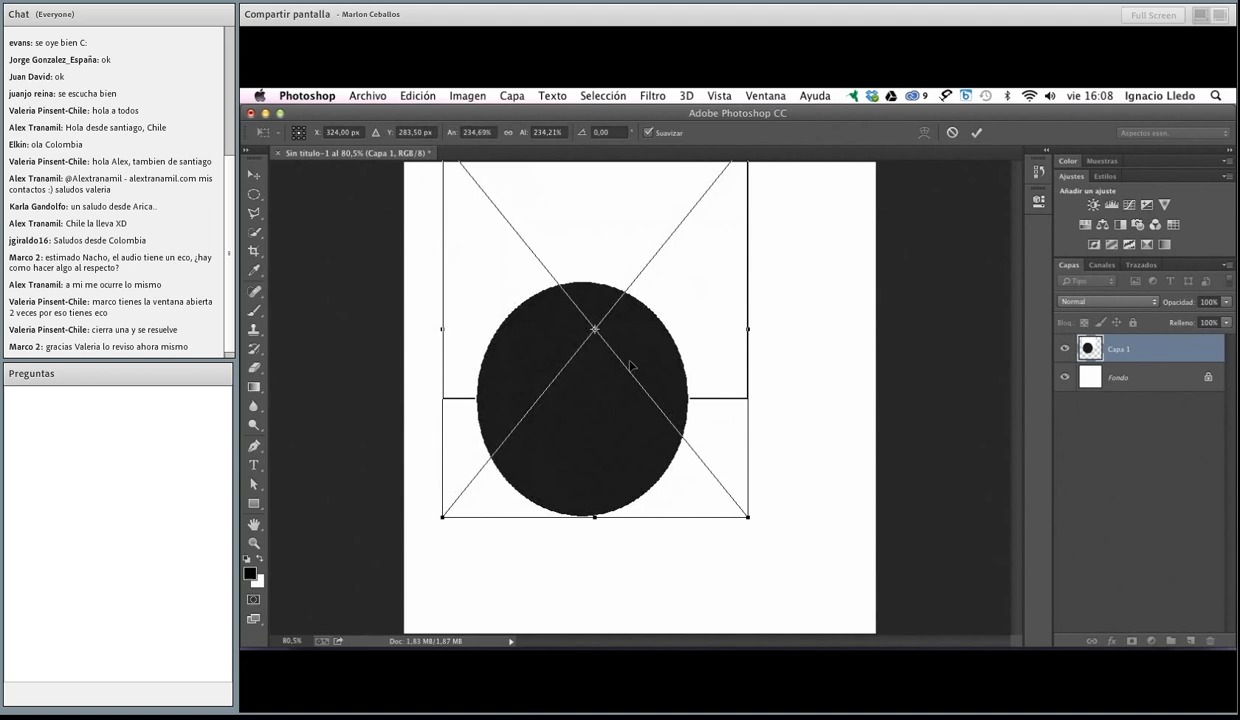 Chat (Everyone)
evans: se oye bien C:
Jorge Gonzalez_España: ok
Juan David: ok
juanjo reina: se escucha bien
Valeria Pinsent-Chile: hola a todos
Alex Tranamil: Hola desde santiago, Chile
Elkin: ola Colombia
Valeria Pinsent-Chile: hola Alex, tambien de santiago
Alex Tranamil: @Alextranamil - alextranamil.com mis
contactos :) saludos valeria
Karla Gandolfo: un saludo desde Arica..
Alex Tranamil: Chile la lleva XD
jgiraldo16: Saludos desde Colombia
Marco 2: estimado Nacho, el audio tiene un eco, ¿hay
como hacer algo al respecto?
Alex Tranamil: a mi me ocurre lo mismo
Valeria Pinsent-Chile: marco tienes la ventana abierta
2 veces por eso tienes eco
Valeria Pinsent-Chile: cierra una y se resuelve
Marco 2: gracias Valeria lo reviso ahora mismo
Preguntas
Compartir pantalla - Marlon Ceballos
Full Screen
Photoshop Archivo Edición Imagen Capa Texto Selección Filtro 3D Vista Ventana Ayuda 9 vie 16:08 Ignacio Lledo
Adobe Photoshop CC
X: 324,00 px Y: 283,50 px An: 234,69% Al: 234,21% 0,00 Suavizar Aspectos esen.
Sin título-1 al 80,5% (Capa 1, RGB/8) *
Color Muestras
Ajustes Estilos
Añadir un ajuste
Capas Canales Trazados
Tipo
Normal Opacidad: 100%
Bloq.: Relleno: 100%
Capa 1
Fondo
80,5% Doc: 1,83 MB/1,87 MB